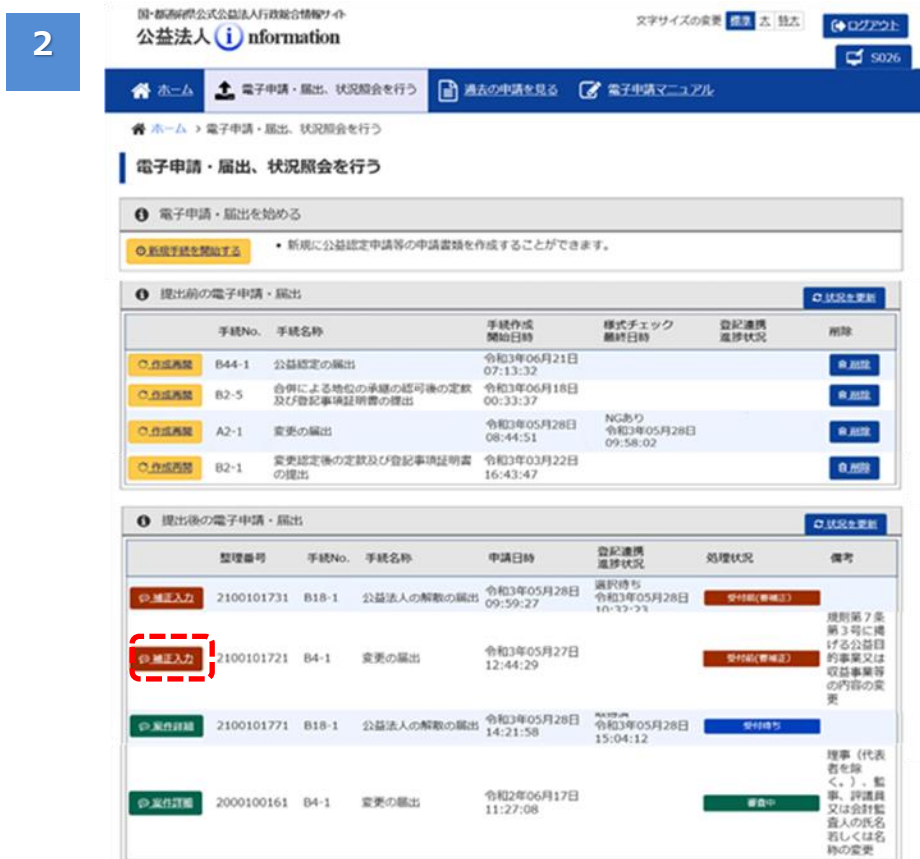 2
国・都道府県公式公益法人行政総合情報サイト
公益法人 i nformation
文字サイズの変更 標準 大 特大
ログアウト
S026
ホーム 電子申請・届出、状況照会を行う 過去の申請を見る 電子申請マニュアル
ホーム > 電子申請・届出、状況照会を行う
電子申請・届出、状況照会を行う
電子申請・届出を始める
新規手続を開始する ・新規に公益認定申請等の申請書類を作成することができます。
提出前の電子申請・届出 状況を更新
手続No. 手続名称 手続作成 様式チェック 登記連携 削除
開始日時 最終日時 進捗状況
作成再開 B44-1 公益認定の届出 令和3年06月21日 削除
07:13:32
作成再開 B2-5 合併による地位の承継の認可後の定款 令和3年06月18日 削除
及び登記事項証明書の提出 00:33:37
作成再開 A2-1 変更の届出 令和3年05月28日 NGあり 削除
08:44:51 令和3年05月28日
09:58:02
作成再開 B2-1 変更認定後の定款及び登記事項証明書 令和3年03月22日 削除
の提出 16:43:47
提出後の電子申請・届出 状況を更新
整理番号 手続No. 手続名称 申請日時 登記連携 処理状況 備考
進捗状況
補正入力 2100101731 B18-1 公益法人の解散の届出 令和3年05月28日 選択待ち 受付前(要補正)
09:59:27 令和3年05月28日
10:32:23
補正入力 2100101721 B4-1 変更の届出 令和3年05月27日 受付前(要補正)
12:44:29
規則第7条
第3号に掲
げる公益目
的事業又は
収益事業等
の内容の変
更
案件詳細 2100101771 B18-1 公益法人の解散の届出 令和3年05月28日 受付待ち
14:21:58 令和3年05月28日
15:04:12
案件詳細 2000100161 B4-1 変更の届出 令和2年06月17日 審査中
11:27:08
理事（代表
者を除
く。）、監
事、評議員
又は会計監
査人の氏名
若しくは名
称の変更